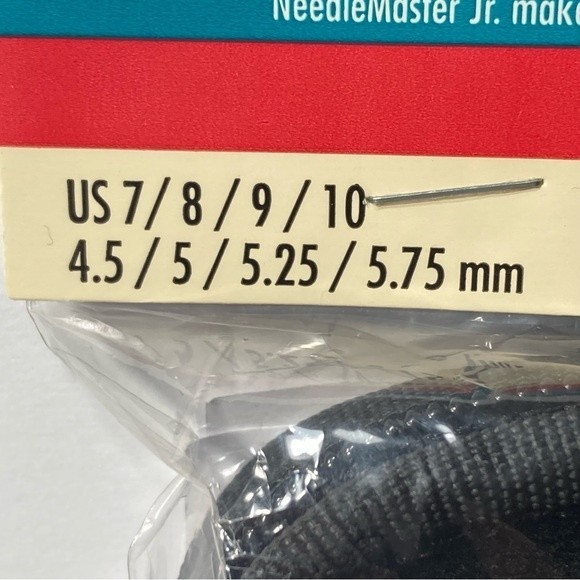 NeedleMaster Jr. make
US 7/ 8 / 9 / 10
4.5 / 5 / 5.25 / 5.75 mm